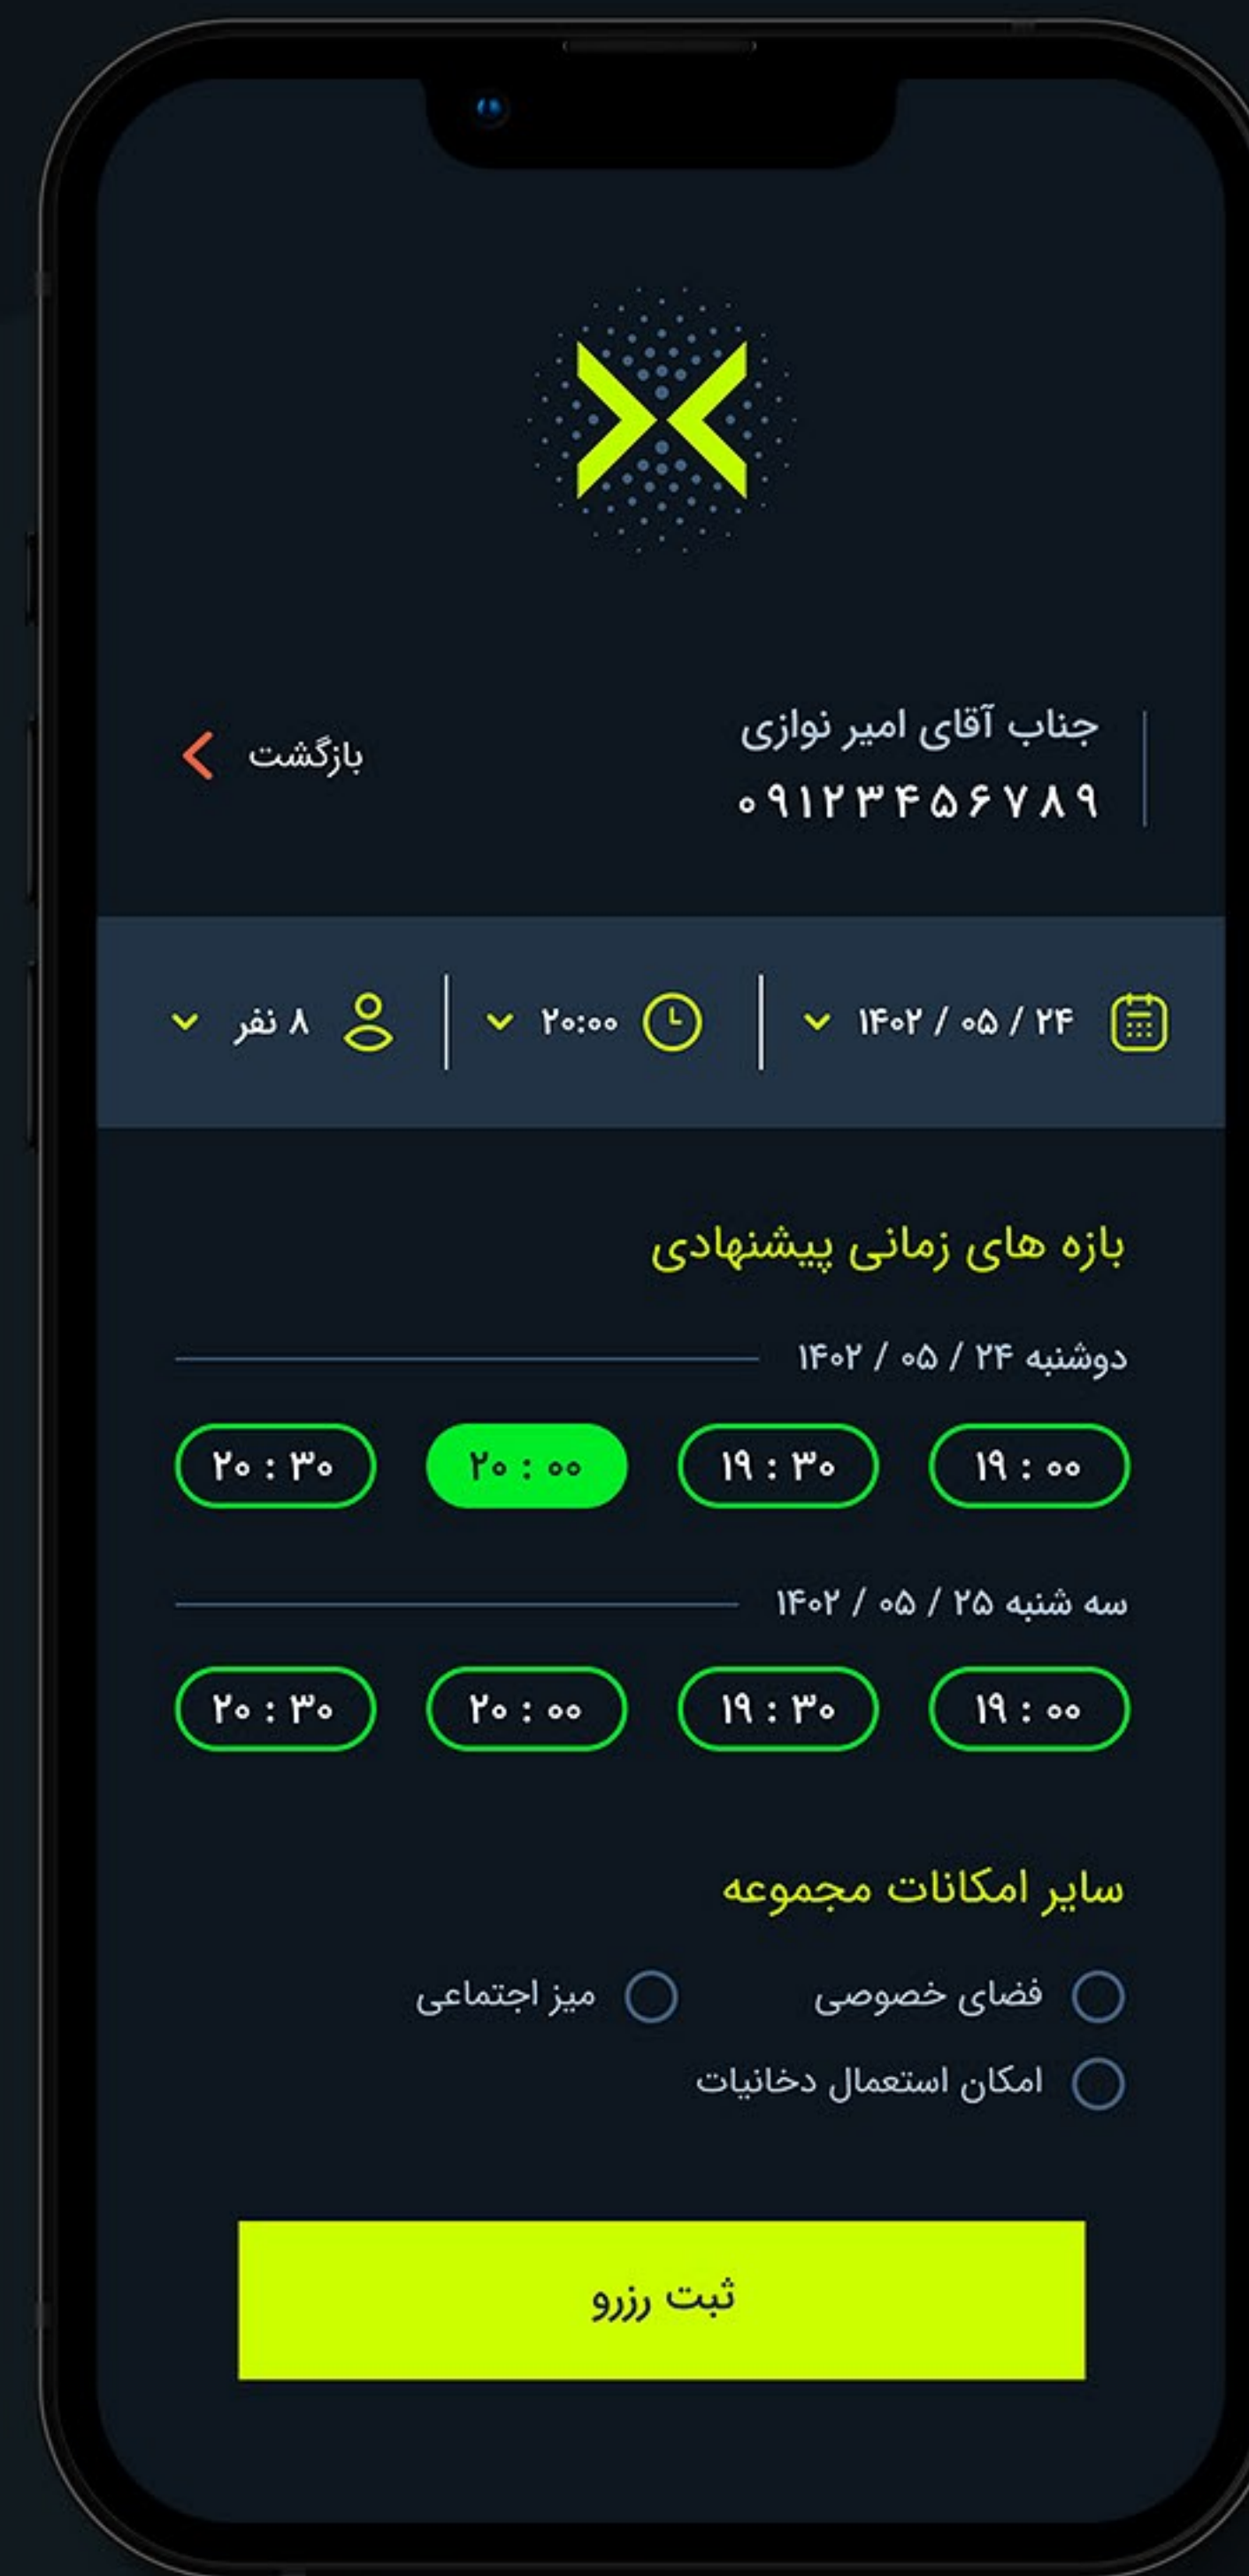 جناب آقای امیر نوازی
۰۹۱۲۳۴۵۶۷۸۹
بازگشت
۱۴۰۲ / ۰۵ / ۲۴
۲۰:۰۰
۸ نفر
بازه های زمانی پیشنهادی
دوشنبه ۲۴ / ۰۵ / ۱۴۰۲
۱۹ : ۰۰
۱۹ : ۳۰
۲۰ : ۰۰
۲۰ : ۳۰
سه شنبه ۲۵ / ۰۵ / ۱۴۰۲
۱۹ : ۰۰
۱۹ : ۳۰
۲۰ : ۰۰
۲۰ : ۳۰
سایر امکانات مجموعه
فضای خصوصی
میز اجتماعی
امکان استعمال دخانیات
ثبت رزرو